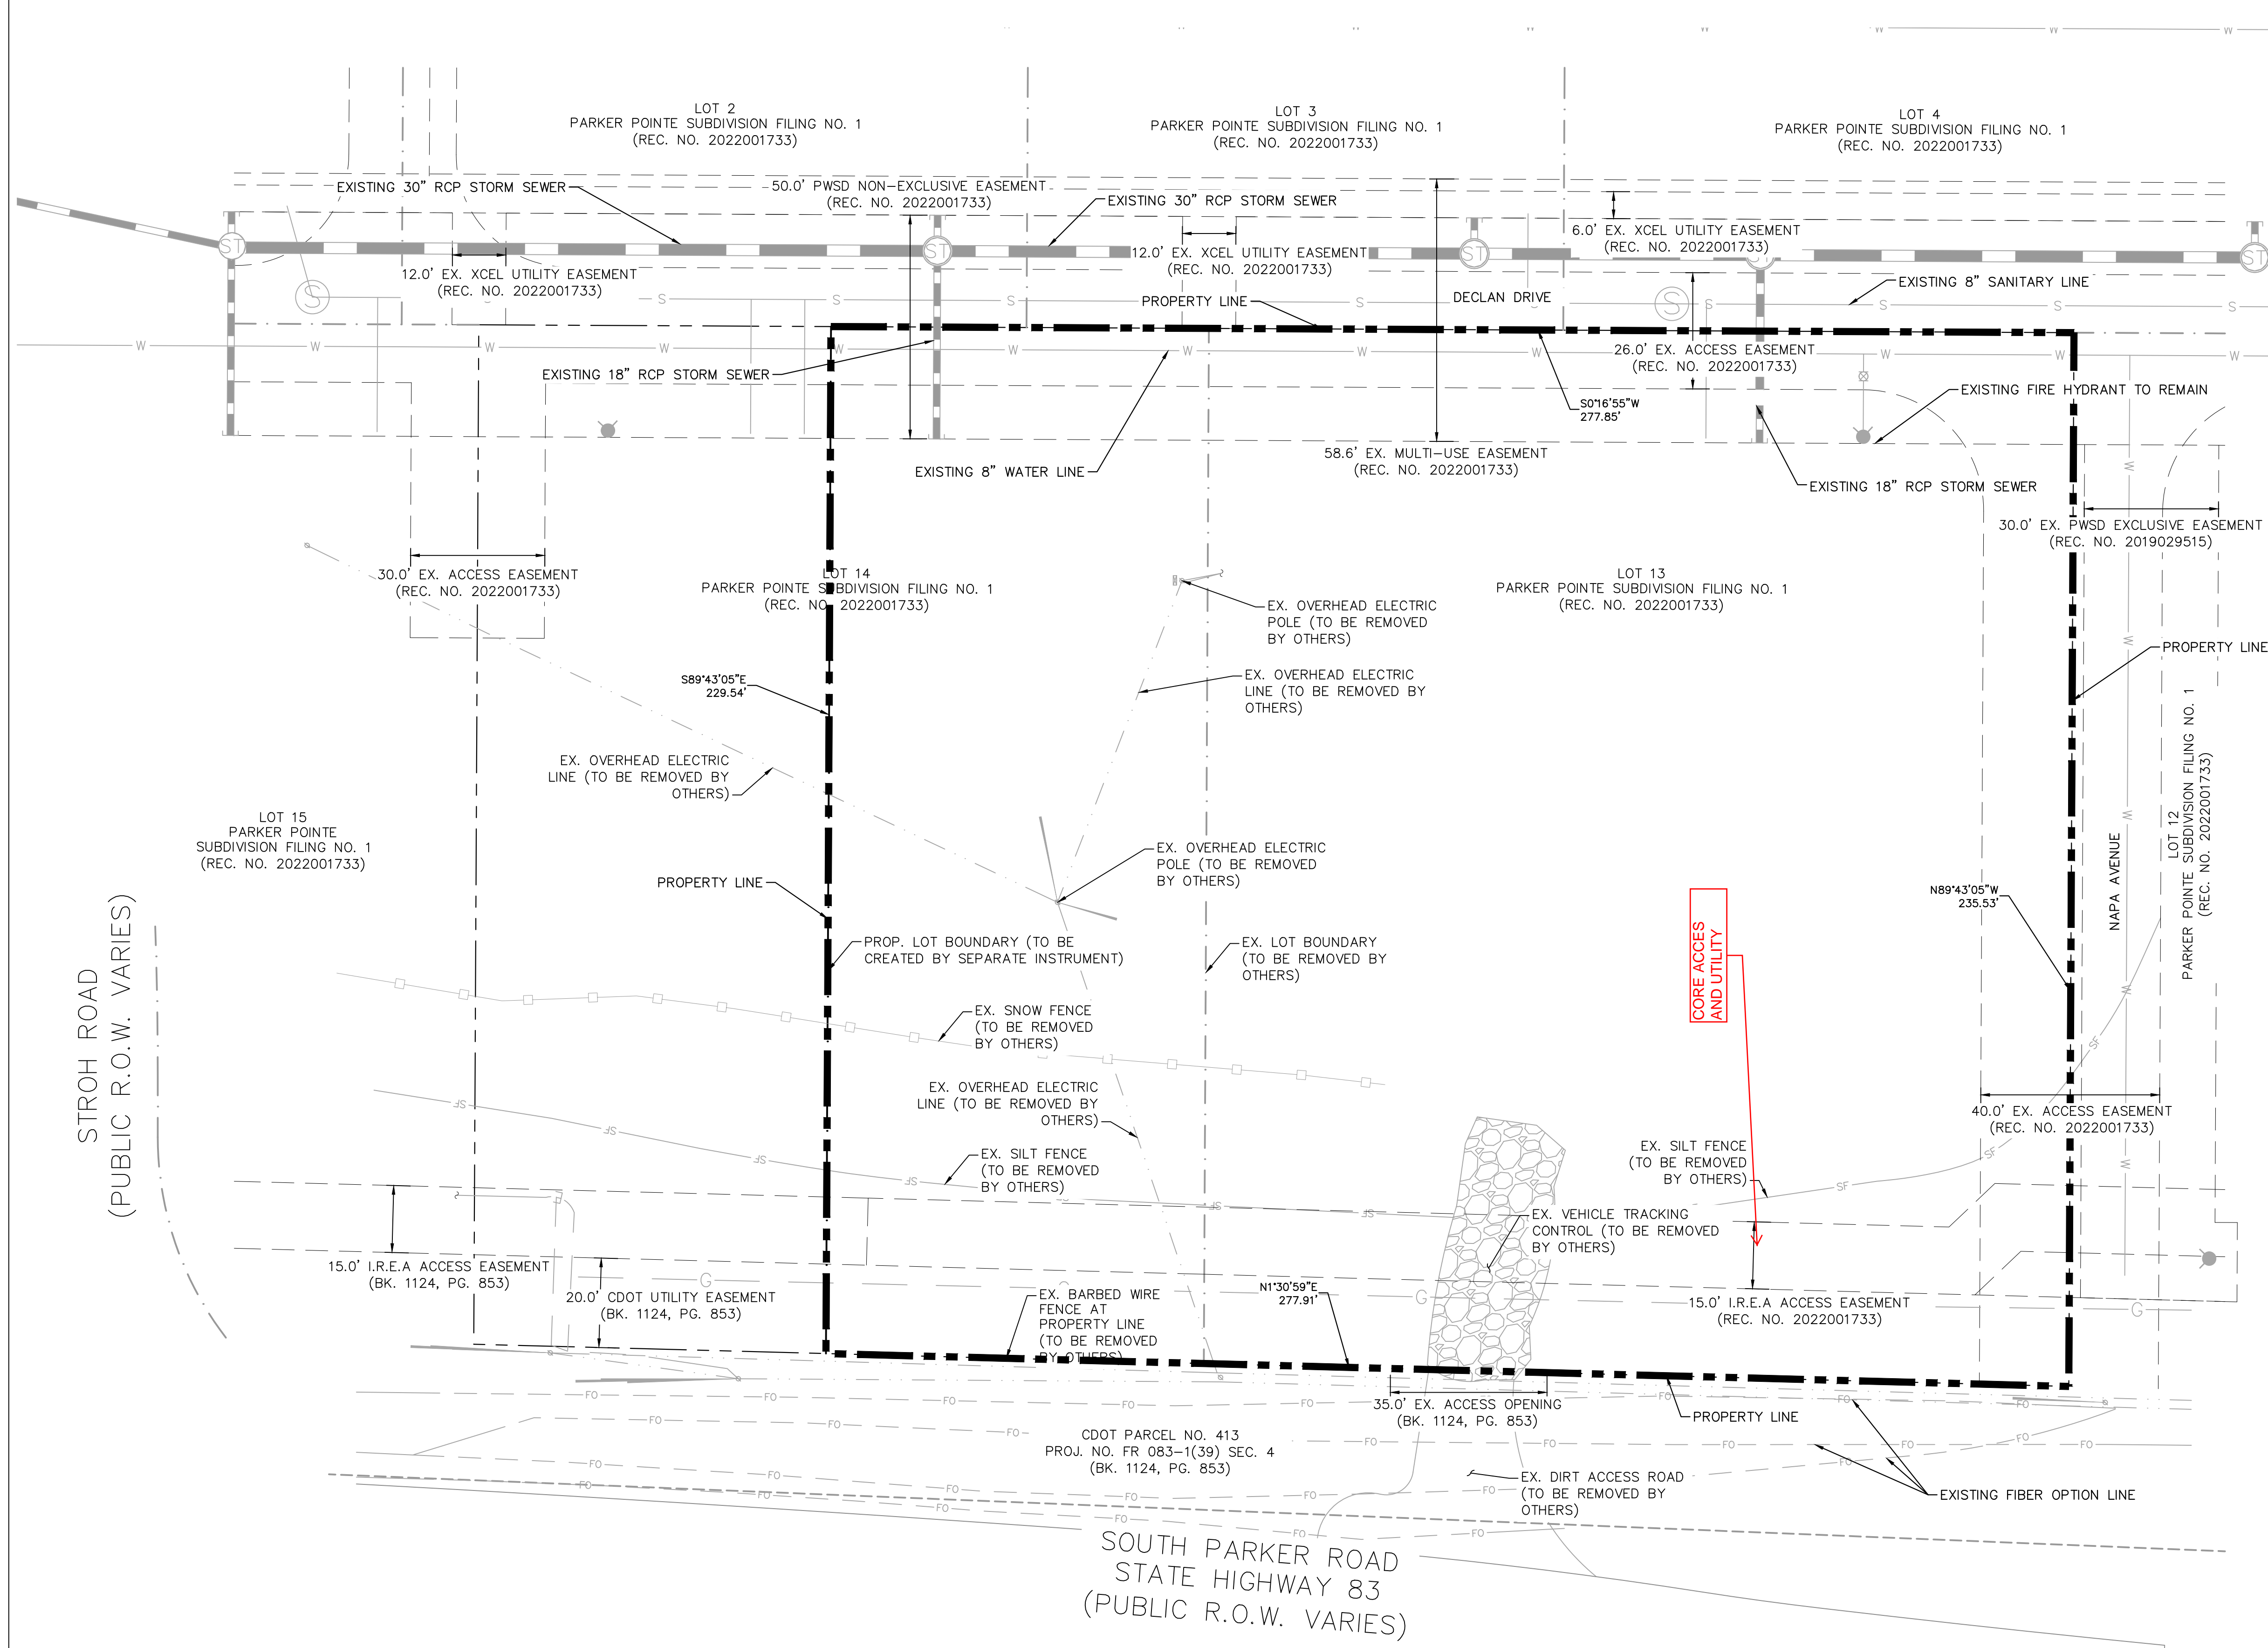 LOT 2
PARKER POINTE SUBDIVISION FILING NO. 1
(REC. NO. 2022001733)
LOT 3
PARKER POINTE SUBDIVISION FILING NO. 1
(REC. NO. 2022001733)
LOT 4
PARKER POINTE SUBDIVISION FILING NO. 1
(REC. NO. 2022001733)
EXISTING 30" RCP STORM SEWER
50.0' PWSD NON-EXCLUSIVE EASEMENT
(REC. NO. 2022001733)
EXISTING 30" RCP STORM SEWER
6.0' EX. XCEL UTILITY EASEMENT
(REC. NO. 2022001733)
12.0' EX. XCEL UTILITY EASEMENT
(REC. NO. 2022001733)
12.0' EX. XCEL UTILITY EASEMENT
(REC. NO. 2022001733)
PROPERTY LINE
DECLAN DRIVE
EXISTING 8" SANITARY LINE
EXISTING 18" RCP STORM SEWER
26.0' EX. ACCESS EASEMENT
(REC. NO. 2022001733)
EXISTING FIRE HYDRANT TO REMAIN
S0°16'55"W
277.85'
58.6' EX. MULTI-USE EASEMENT
(REC. NO. 2022001733)
EXISTING 8" WATER LINE
EXISTING 18" RCP STORM SEWER
30.0' EX. PWSD EXCLUSIVE EASEMENT
(REC. NO. 2019029515)
30.0' EX. ACCESS EASEMENT
(REC. NO. 2022001733)
LOT 14
PARKER POINTE SUBDIVISION FILING NO. 1
(REC. NO. 2022001733)
LOT 13
PARKER POINTE SUBDIVISION FILING NO. 1
(REC. NO. 2022001733)
EX. OVERHEAD ELECTRIC
POLE (TO BE REMOVED
BY OTHERS)
PROPERTY LINE
S89°43'05"E
229.54'
EX. OVERHEAD ELECTRIC
LINE (TO BE REMOVED BY
OTHERS)
EX. OVERHEAD ELECTRIC
LINE (TO BE REMOVED BY
OTHERS)
LOT 12
PARKER POINTE SUBDIVISION FILING NO. 1
(REC. NO. 2022001733)
LOT 15
PARKER POINTE
SUBDIVISION FILING NO. 1
(REC. NO. 2022001733)
EX. OVERHEAD ELECTRIC
POLE (TO BE REMOVED
BY OTHERS)
PROPERTY LINE
N89°43'05"W
235.53'
NAPA AVENUE
PROP. LOT BOUNDARY (TO BE
CREATED BY SEPARATE INSTRUMENT)
EX. LOT BOUNDARY
(TO BE REMOVED BY
OTHERS)
CORE ACCES
AND UTILITY
STROH ROAD
(PUBLIC R.O.W. VARIES)
EX. SNOW FENCE
(TO BE REMOVED
BY OTHERS)
EX. OVERHEAD ELECTRIC
LINE (TO BE REMOVED BY
OTHERS)
40.0' EX. ACCESS EASEMENT
(REC. NO. 2022001733)
EX. SILT FENCE
(TO BE REMOVED
BY OTHERS)
EX. SILT FENCE
(TO BE REMOVED
BY OTHERS)
EX. VEHICLE TRACKING
CONTROL (TO BE REMOVED
BY OTHERS)
15.0' I.R.E.A ACCESS EASEMENT
(BK. 1124, PG. 853)
20.0' CDOT UTILITY EASEMENT
(BK. 1124, PG. 853)
EX. BARBED WIRE
FENCE AT
PROPERTY LINE
(TO BE REMOVED
BY OTHERS)
N1°30'59"E
277.91'
15.0' I.R.E.A ACCESS EASEMENT
(REC. NO. 2022001733)
35.0' EX. ACCESS OPENING
(BK. 1124, PG. 853)
PROPERTY LINE
CDOT PARCEL NO. 413
PROJ. NO. FR 083-1(39) SEC. 4
(BK. 1124, PG. 853)
EX. DIRT ACCESS ROAD
(TO BE REMOVED BY
OTHERS)
EXISTING FIBER OPTION LINE
SOUTH PARKER ROAD
STATE HIGHWAY 83
(PUBLIC R.O.W. VARIES)